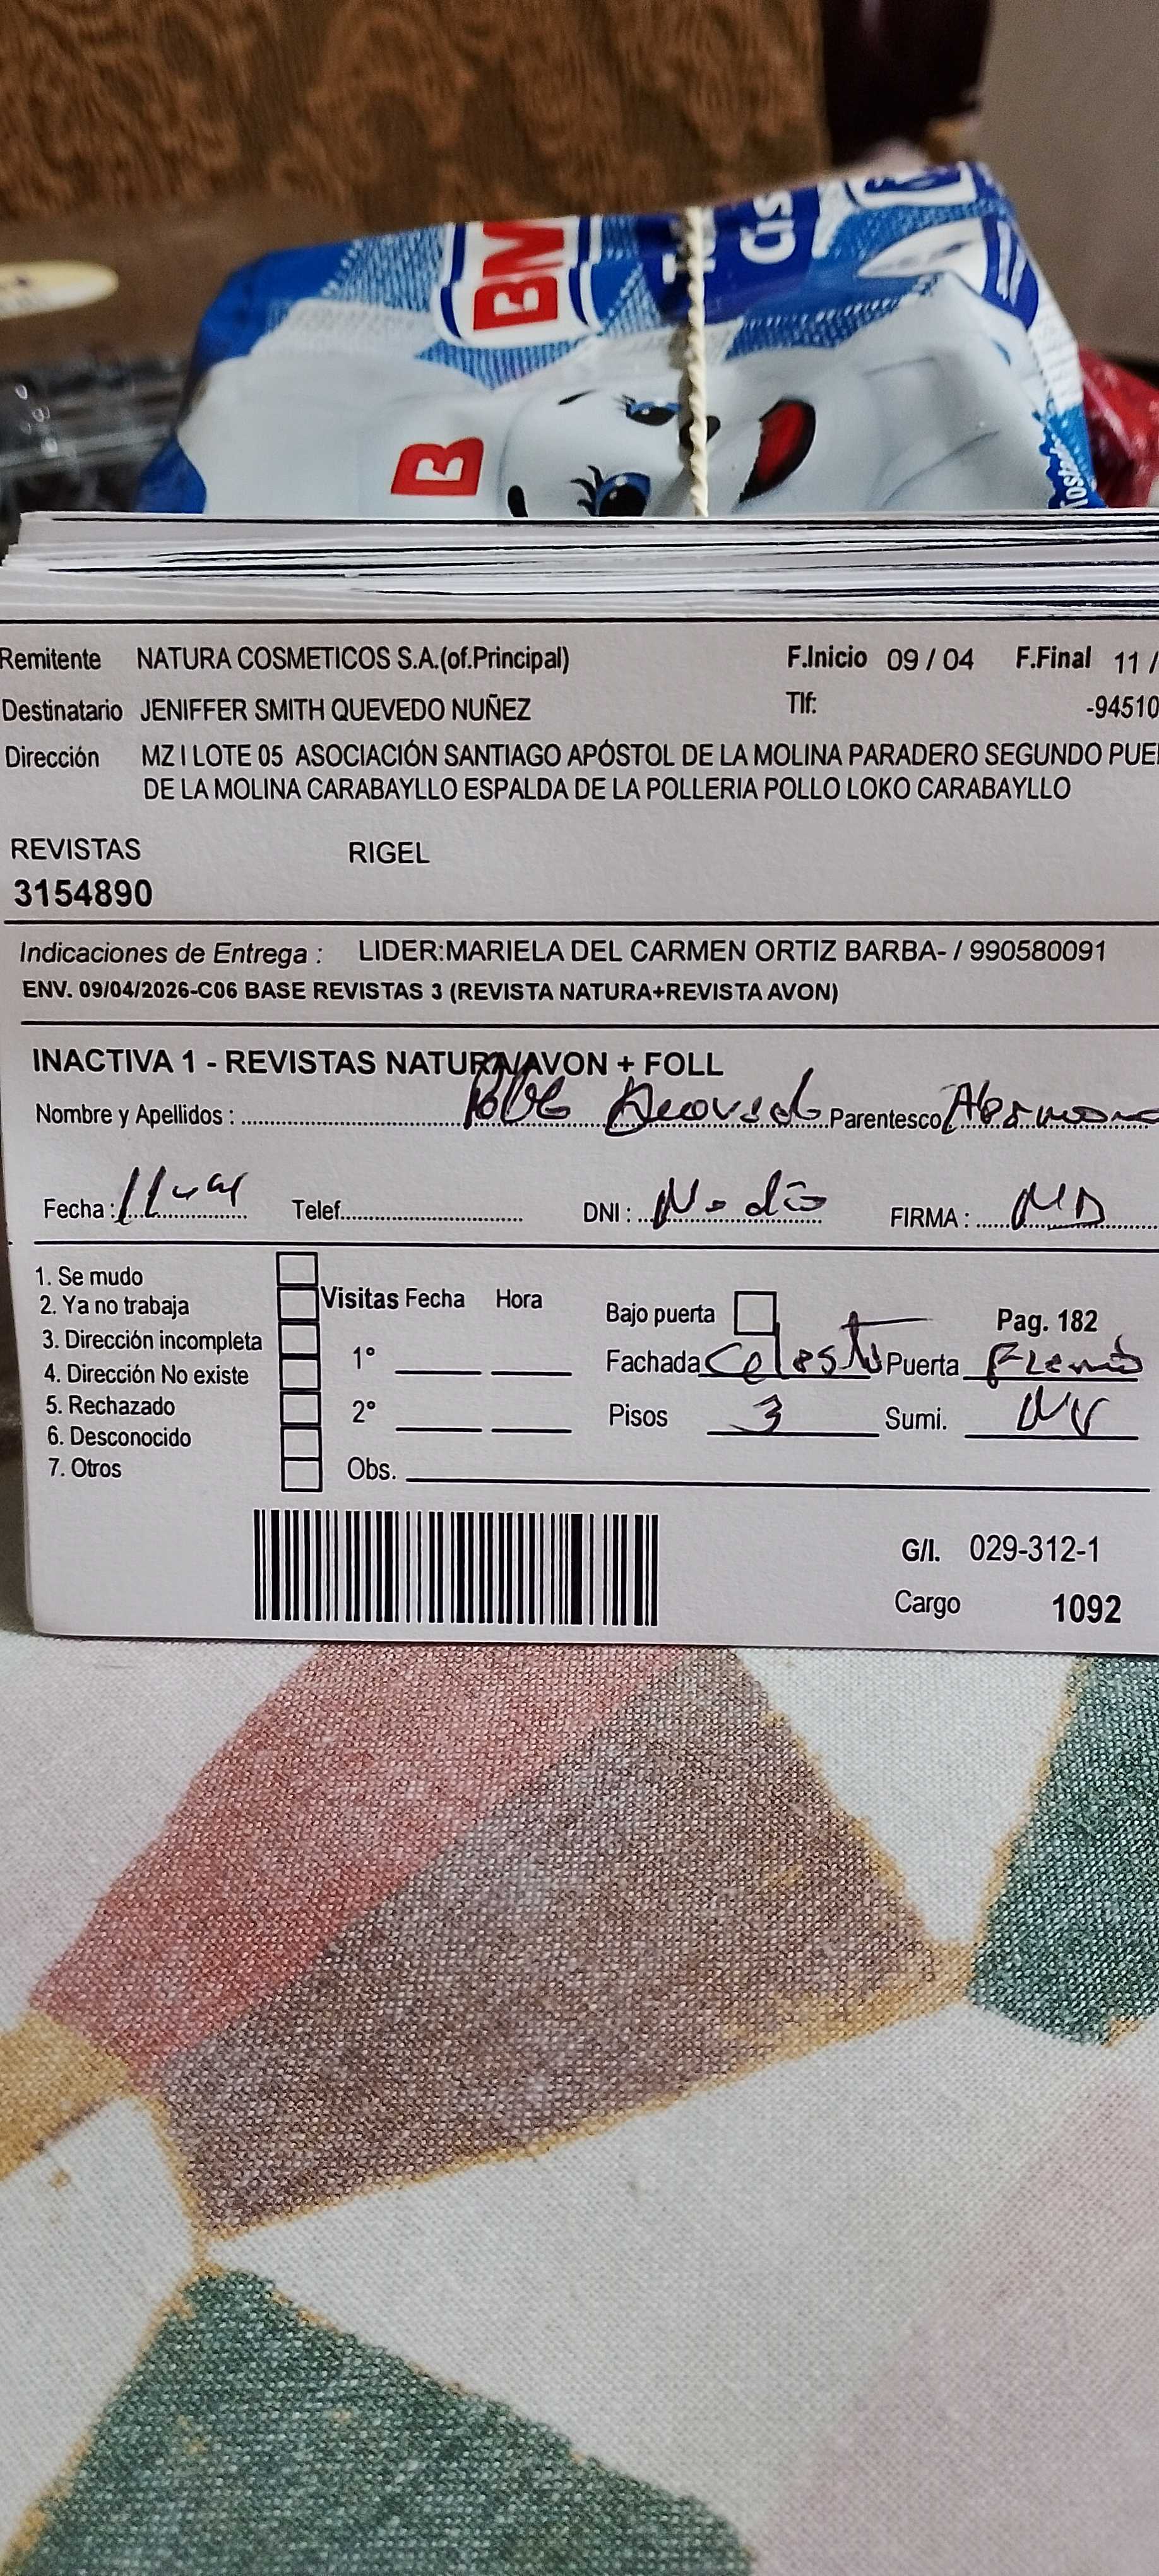 BM
B
Remitente NATURA COSMETICOS S.A.(of.Principal) F.Inicio 09 / 04 F.Final 11 /
Destinatario JENIFFER SMITH QUEVEDO NUÑEZ Tlf: -94510
Dirección MZ I LOTE 05 ASOCIACIÓN SANTIAGO APÓSTOL DE LA MOLINA PARADERO SEGUNDO PUE
DE LA MOLINA CARABAYLLO ESPALDA DE LA POLLERIA POLLO LOKO CARABAYLLO
REVISTAS RIGEL
3154890
Indicaciones de Entrega : LIDER:MARIELA DEL CARMEN ORTIZ BARBA- / 990580091
ENV. 09/04/2026-C06 BASE REVISTAS 3 (REVISTA NATURA+REVISTA AVON)
INACTIVA 1 - REVISTAS NATURA/AVON + FOLL
Nombre y Apellidos : Parentesco
Fecha : Telef. DNI : No dio FIRMA :
1. Se mudo
2. Ya no trabaja
3. Dirección incompleta
4. Dirección No existe
5. Rechazado
6. Desconocido
7. Otros
Visitas Fecha Hora
1°
2°
Obs.
Bajo puerta Pag. 182
Fachada Celeste Puerta Fierro
Pisos 3 Sumi.
G/I. 029-312-1
Cargo 1092